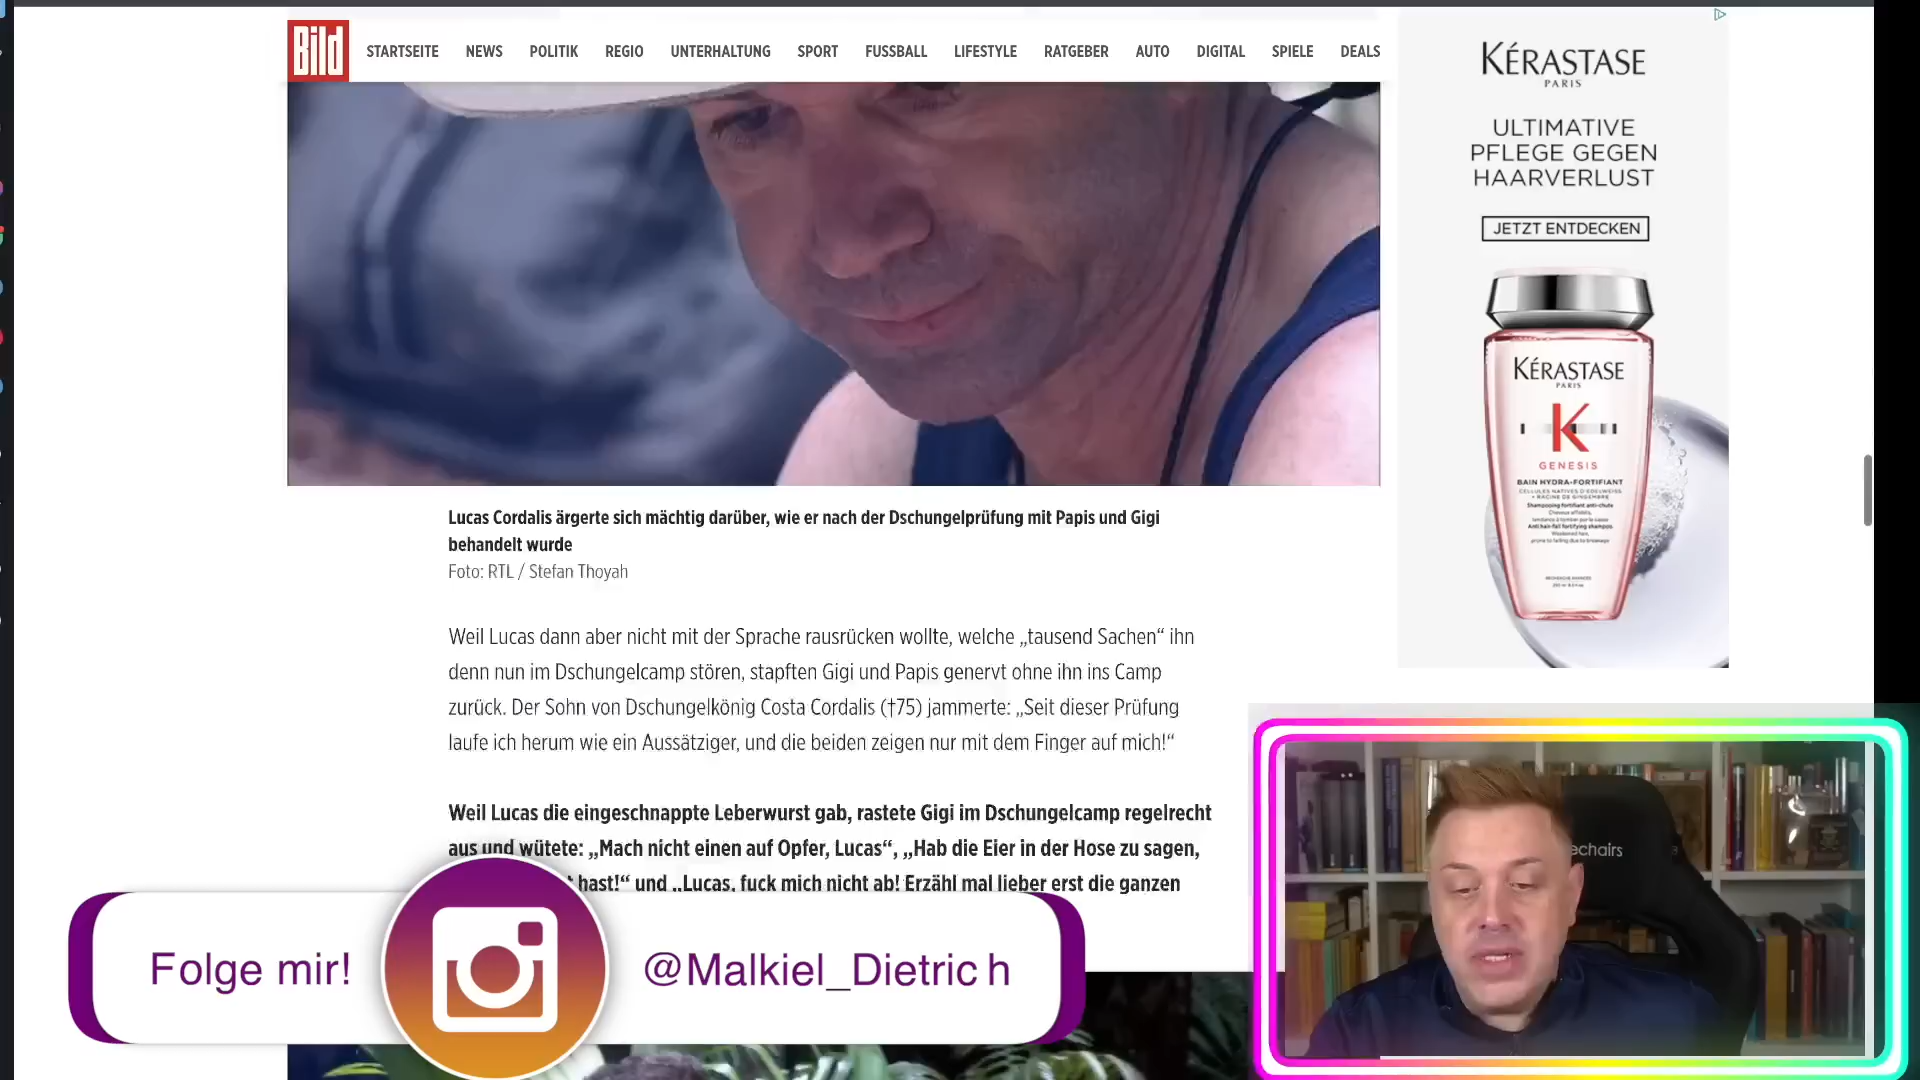 Bild
STARTSEITE NEWS POLITIK REGIO UNTERHALTUNG SPORT FUSSBALL LIFESTYLE RATGEBER AUTO DIGITAL SPIELE DEALS
KÉRASTASE
PARIS
ULTIMATIVE
PFLEGE GEGEN
HAARVERLUST
JETZT ENTDECKEN
KÉRASTASE
PARIS
K
GENESIS
BAIN HYDRA-FORTIFIANT
Lucas Cordalis ärgerte sich mächtig darüber, wie er nach der Dschungelprüfung mit Papis und Gigi
behandelt wurde
Foto: RTL / Stefan Thoyah
Weil Lucas dann aber nicht mit der Sprache rausrücken wollte, welche „tausend Sachen“ ihn
denn nun im Dschungelcamp stören, stapften Gigi und Papis genervt ohne ihn ins Camp
zurück. Der Sohn von Dschungelkönig Costa Cordalis (†75) jammerte: „Seit dieser Prüfung
laufe ich herum wie ein Aussätziger, und die beiden zeigen nur mit dem Finger auf mich!“
Weil Lucas die eingeschnappte Leberwurst gab, rastete Gigi im Dschungelcamp regelrecht
aus und wütete: „Mach nicht einen auf Opfer, Lucas“, „Hab die Eier in der Hose zu sagen,
hast!“ und „Lucas, fuck mich nicht ab! Erzähl mal lieber erst die ganzen
Folge mir! @Malkiel_Dietrich
echairs